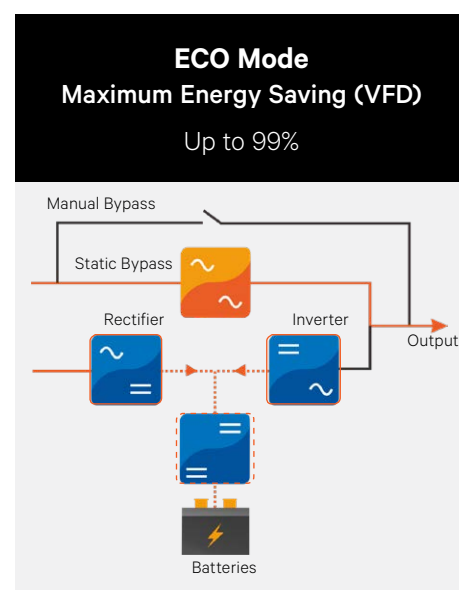 ECO Mode
Maximum Energy Saving (VFD)
Up to 99%
Manual Bypass
Static Bypass
Rectifier
Inverter
Output
Batteries